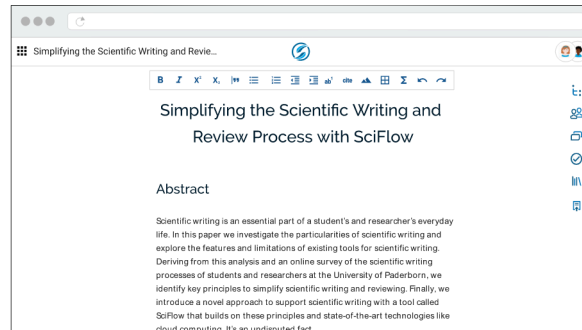 Simplifying the Scientific Writing and Revie...
B I X² X₂ ab¹ cite Σ
Simplifying the Scientific Writing and
Review Process with SciFlow
Abstract
Scientific writing is an essential part of a student's and researcher's everyday
life. In this paper we investigate the particularities of scientific writing and
explore the features and limitations of existing tools for scientific writing.
Deriving from this analysis and an online survey of the scientific writing
processes of students and researchers at the University of Paderborn, we
identify key principles to simplify scientific writing and reviewing. Finally, we
introduce a novel approach to support scientific writing with a tool called
SciFlow that builds on these principles and state-of-the-art technologies like
cloud computing. It's an undisputed fact